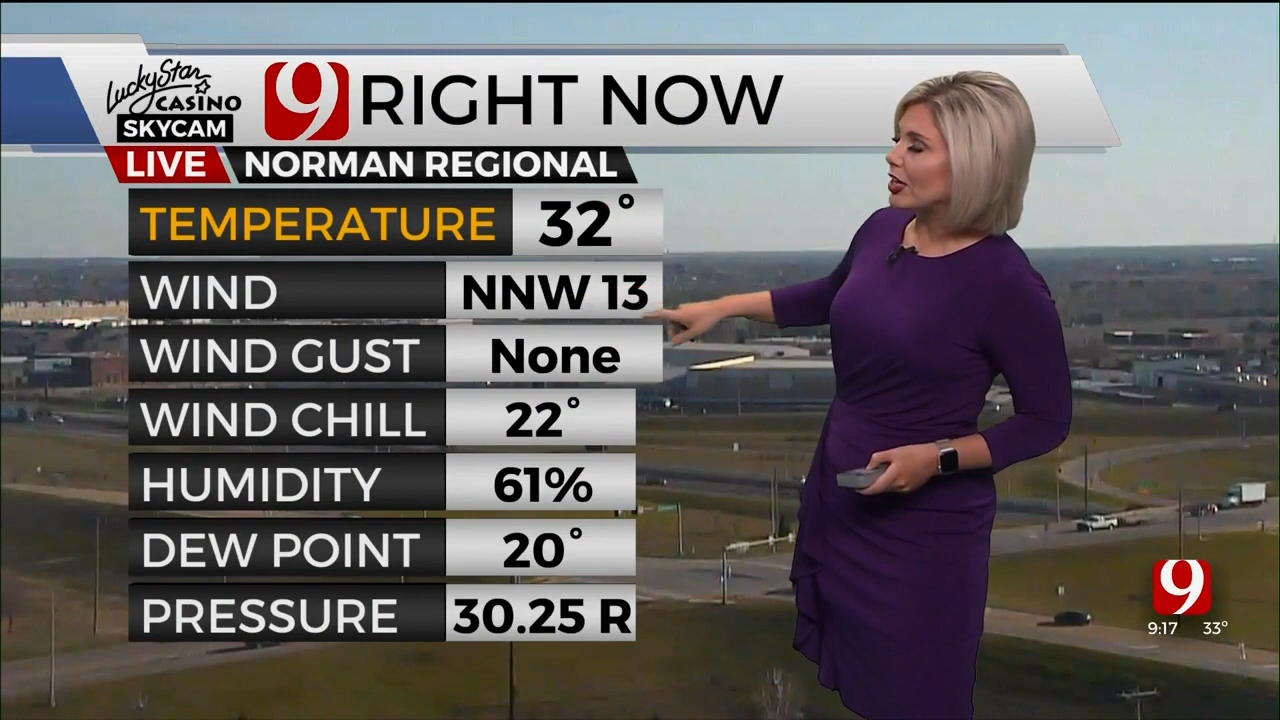 Lucky Star
CASINO
SKYCAM
9 RIGHT NOW
LIVE NORMAN REGIONAL
TEMPERATURE 32°
WIND NNW 13
WIND GUST None
WIND CHILL 22°
HUMIDITY 61%
DEW POINT 20°
PRESSURE 30.25 R
9
9:17 33°